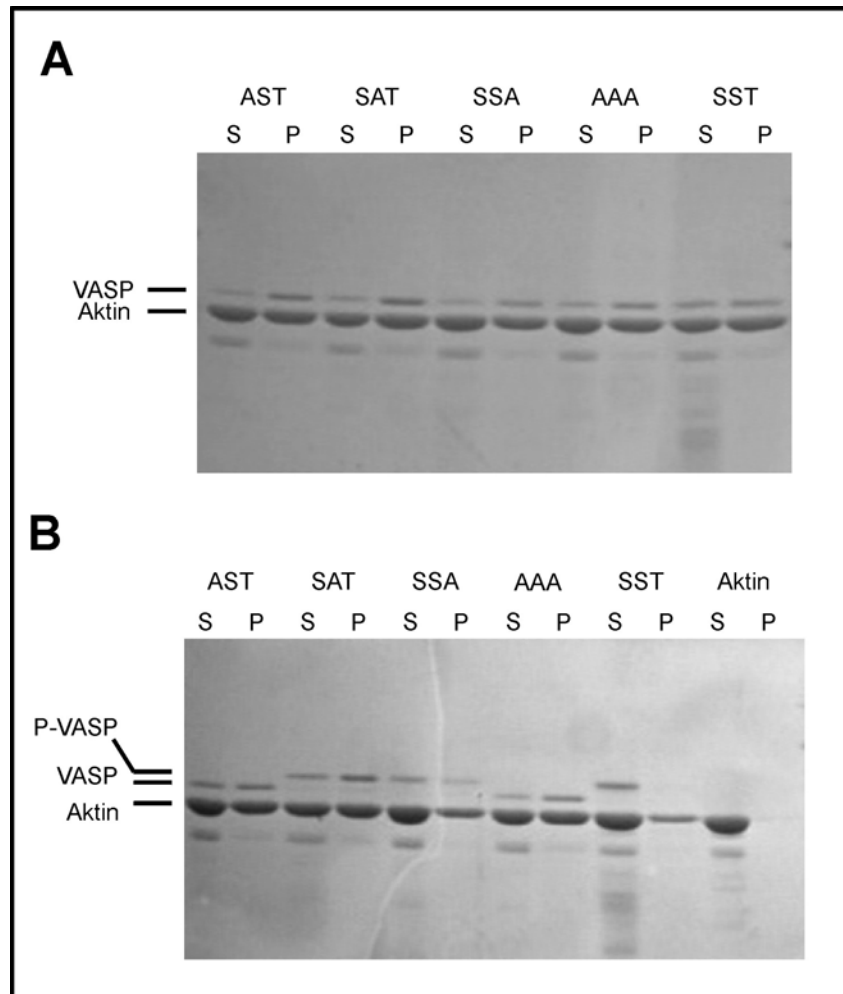 A
AST SAT SSA AAA SST
S P S P S P S P S P
VASP
Aktin
B
AST SAT SSA AAA SST Aktin
S P S P S P S P S P S P
P-VASP
VASP
Aktin